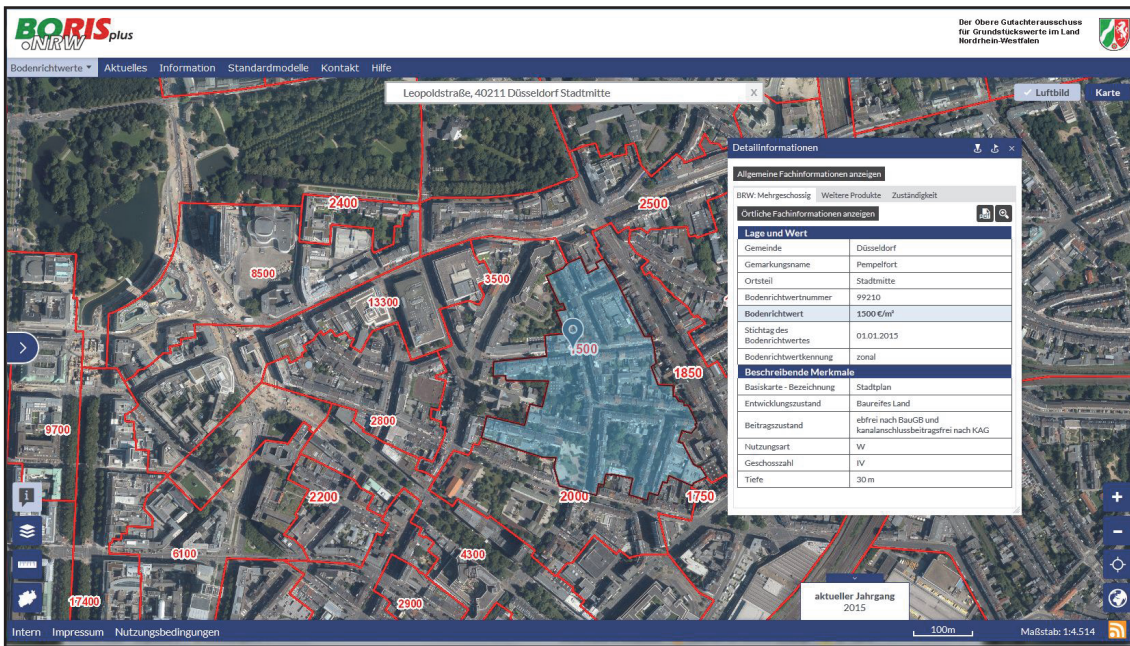 BORIS plus
.NRW
Der Obere Gutachterausschuss
für Grundstückswerte im Land
Nordrhein-Westfalen
Bodenrichtwerte Aktuelles Information Standardmodelle Kontakt Hilfe
Leopoldstraße, 40211 Düsseldorf Stadtmitte X
Luftbild Karte
Detailinformationen
Allgemeine Fachinformationen anzeigen
BRW: Mehrgeschossig Weitere Produkte Zuständigkeit
Örtliche Fachinformationen anzeigen
Lage und Wert
Gemeinde Düsseldorf
Gemarkungsname Pempelfort
Ortsteil Stadtmitte
Bodenrichtwertnummer 99210
Bodenrichtwert 1500 €/m²
Stichtag des
Bodenrichtwertes 01.01.2015
Bodenrichtwertkennung zonal
Beschreibende Merkmale
Basiskarte - Bezeichnung Stadtplan
Entwicklungszustand Baureifes Land
Beitragszustand ebfrei nach BauGB und
kanalanschlussbeitragsfrei nach KAG
Nutzungsart W
Geschosszahl IV
Tiefe 30 m
2400
2500
8500
3500
13300
1500
1850
2800
9700
2200
2000
1750
6100
4300
17400
2900
aktueller Jahrgang
2015
Intern Impressum Nutzungsbedingungen
100m
Maßstab: 1:4.514